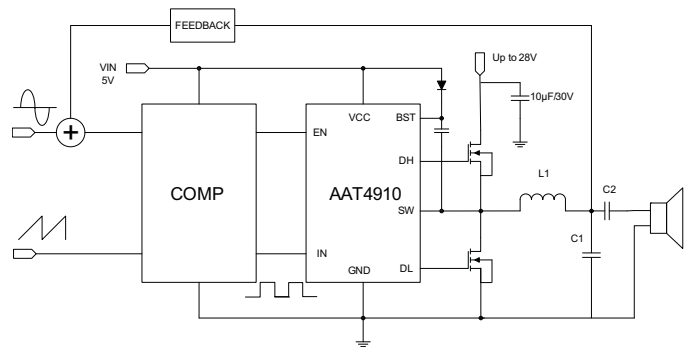 FEEDBACK
VIN
5V
Up to 28V
10µF/30V
+
COMP
EN
IN
VCC
BST
DH
AAT4910
SW
GND
DL
L1
C2
C1